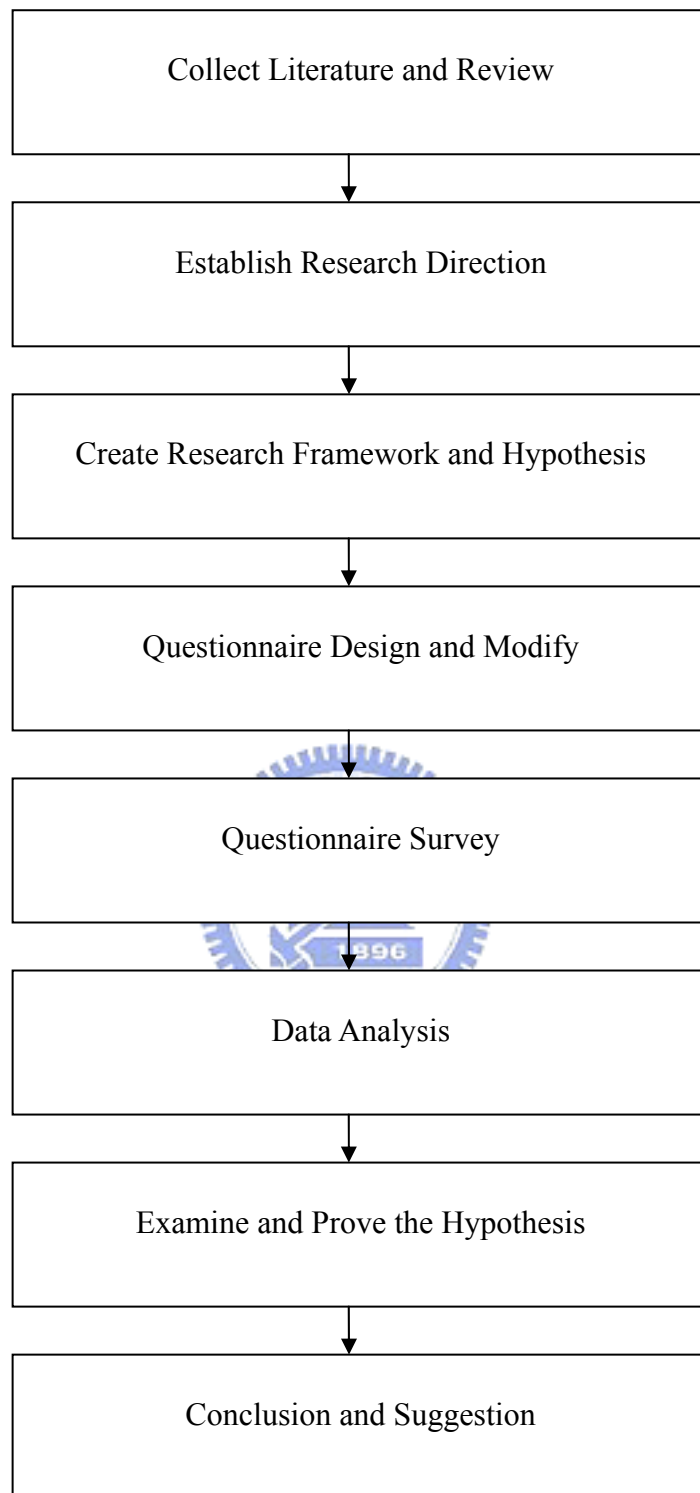 Collect Literature and Review
Establish Research Direction
Create Research Framework and Hypothesis
Questionnaire Design and Modify
Questionnaire Survey
1896
Data Analysis
Examine and Prove the Hypothesis
Conclusion and Suggestion